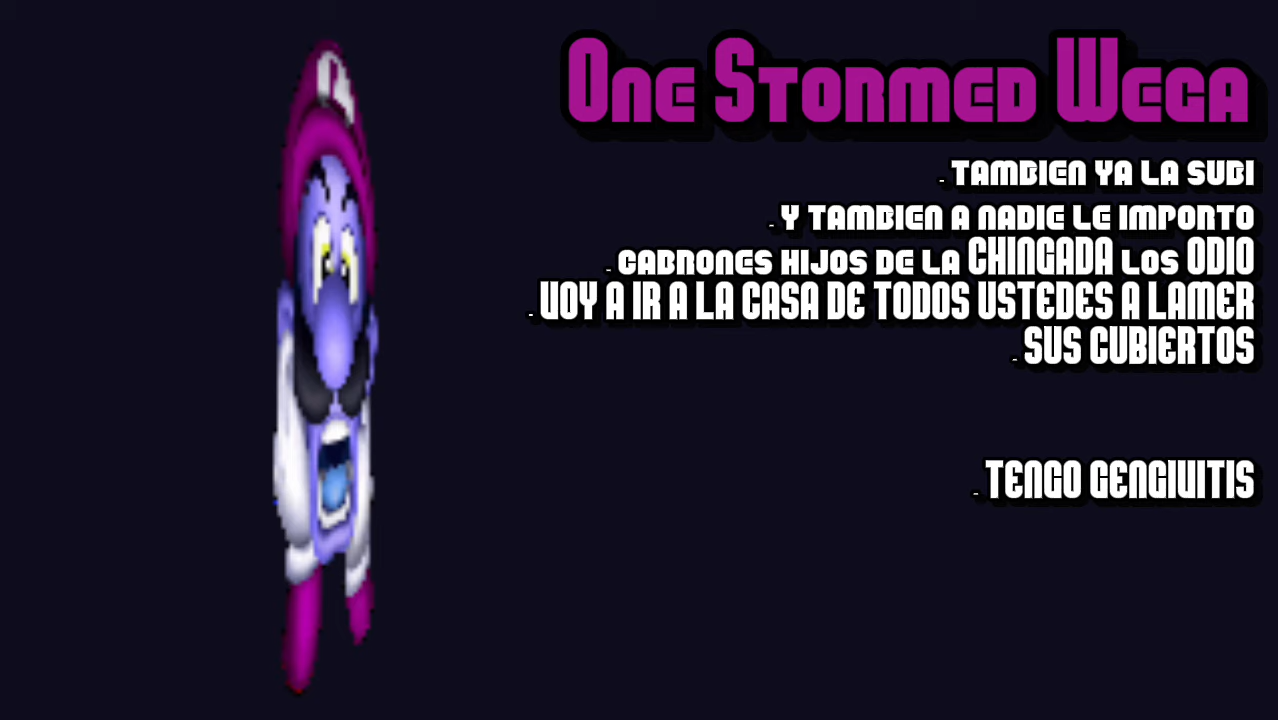 One Stormed Wega
. TAMBIEN YA LA SUBI
. Y TAMBIEN A NADIE LE IMPORTO
. CABRONES HIJOS DE LA CHINGADA LOS ODIO
. VOY A IR A LA CASA DE TODOS USTEDES A LAMER
. SUS CUBIERTOS
. TENGO GENGIVITIS